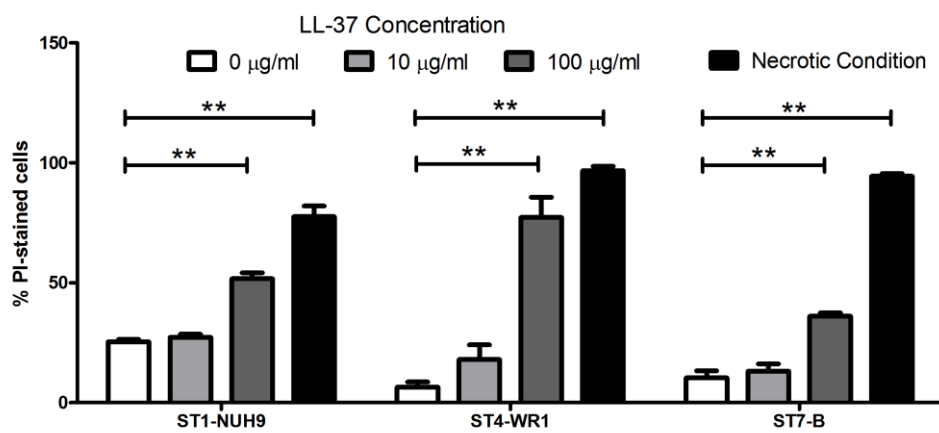 LL-37 Concentration
0 μg/ml 10 μg/ml 100 μg/ml Necrotic Condition
150
100
50
0
% PI-stained cells
** ** **
** ** **
ST1-NUH9 ST4-WR1 ST7-B